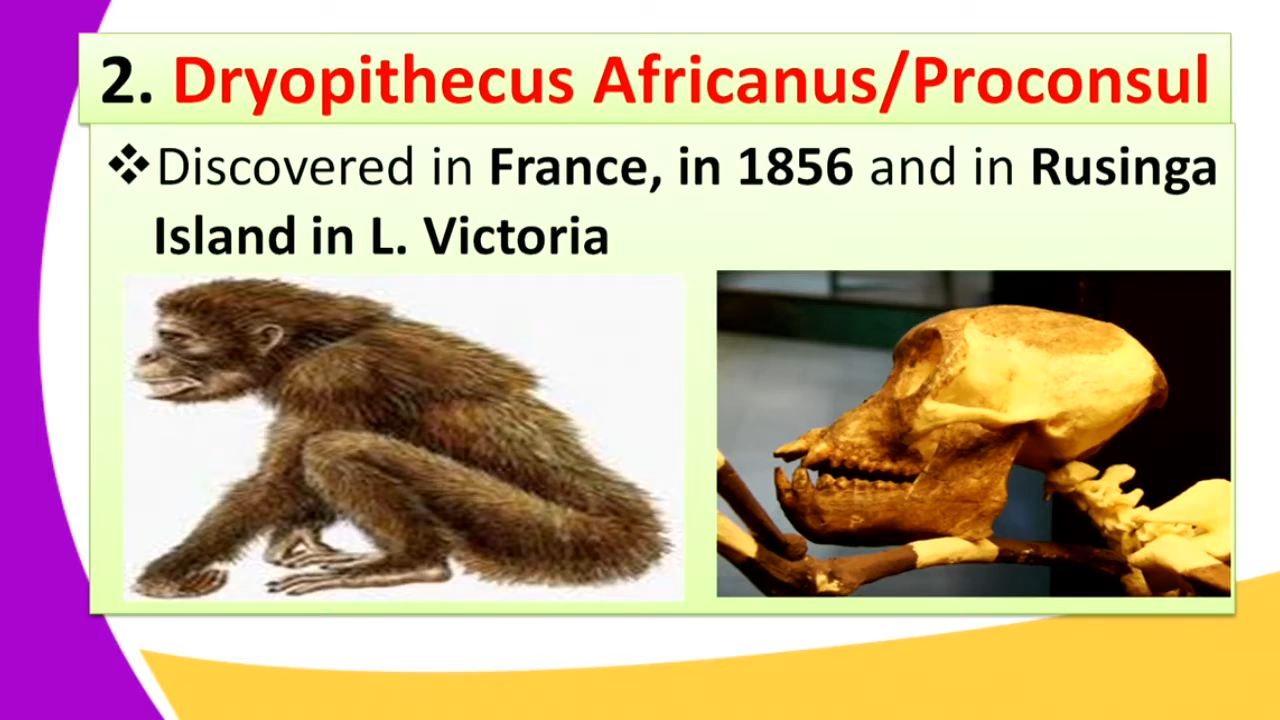 2. Dryopithecus Africanus/Proconsul
❖Discovered in France, in 1856 and in Rusinga
Island in L. Victoria